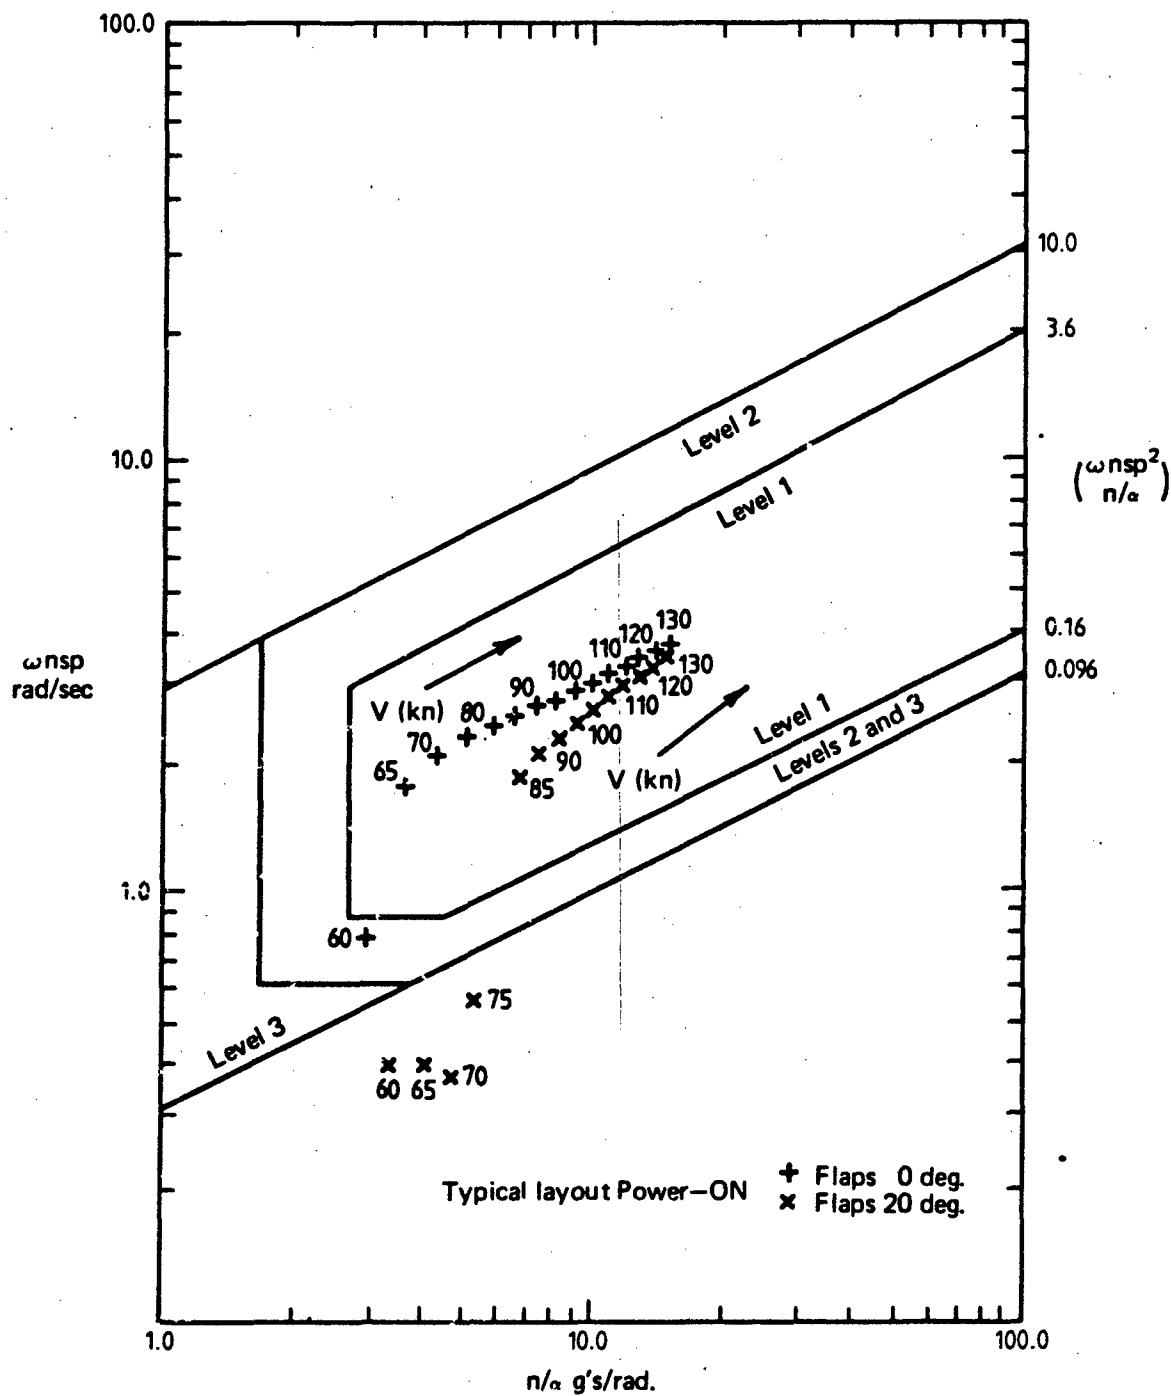 100.0
10.0
3.6
Level 2
10.0
Level 1
(ωnsp²
n/α)
130
120
110
0.16
ωnsp
rad/sec
100
130
0.096
90
120
V (kn)
80
110
Level 1
Levels 2 and 3
70
100
65
90
V (kn)
85
1.0
60
75
Level 3
60
65
70
Typical layout Power–ON
+ Flaps 0 deg.
× Flaps 20 deg.
1.0
10.0
100.0
n/α g's/rad.